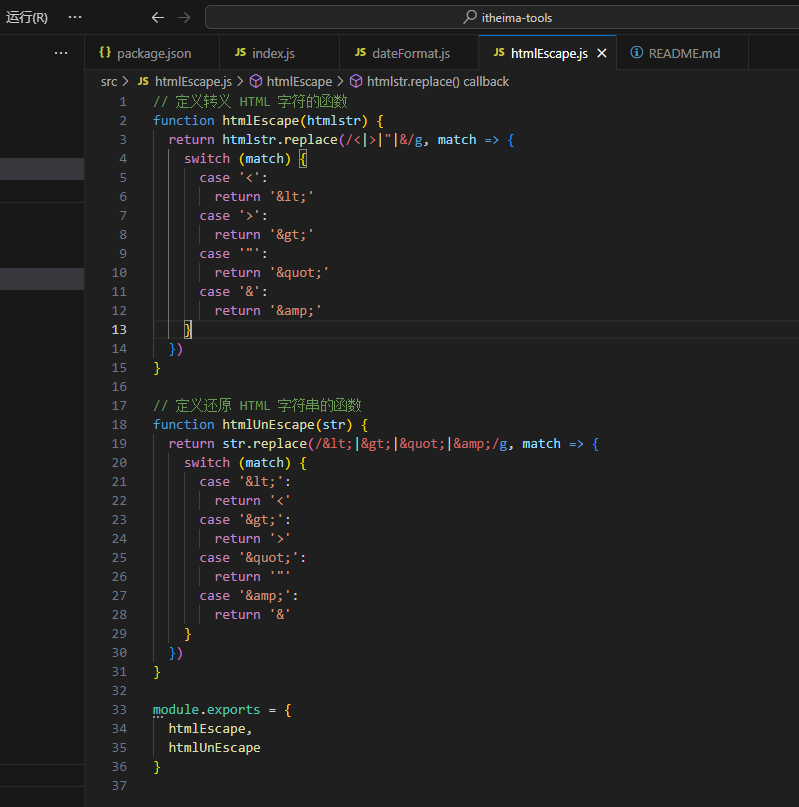 运行(R) ··· ← → itheima-tools
··· {} package.json JS index.js JS dateFormat.js JS htmlEscape.js × README.md
src > JS htmlEscape.js > htmlEscape > htmlstr.replace() callback
1 // 定义转义 HTML 字符的函数
2 function htmlEscape(htmlstr) {
3 return htmlstr.replace(/<|>|"|&/g, match => {
4 switch (match) {
5 case '<':
6 return '&lt;'
7 case '>':
8 return '&gt;'
9 case '"':
10 return '&quot;'
11 case '&':
12 return '&amp;'
13 }
14 })
15 }
16
17 // 定义还原 HTML 字符串的函数
18 function htmlUnEscape(str) {
19 return str.replace(/&lt;|&gt;|&quot;|&amp;/g, match => {
20 switch (match) {
21 case '&lt;':
22 return '<'
23 case '&gt;':
24 return '>'
25 case '&quot;':
26 return '"'
27 case '&amp;':
28 return '&'
29 }
30 })
31 }
32
33 module.exports = {
34 htmlEscape,
35 htmlUnEscape
36 }
37